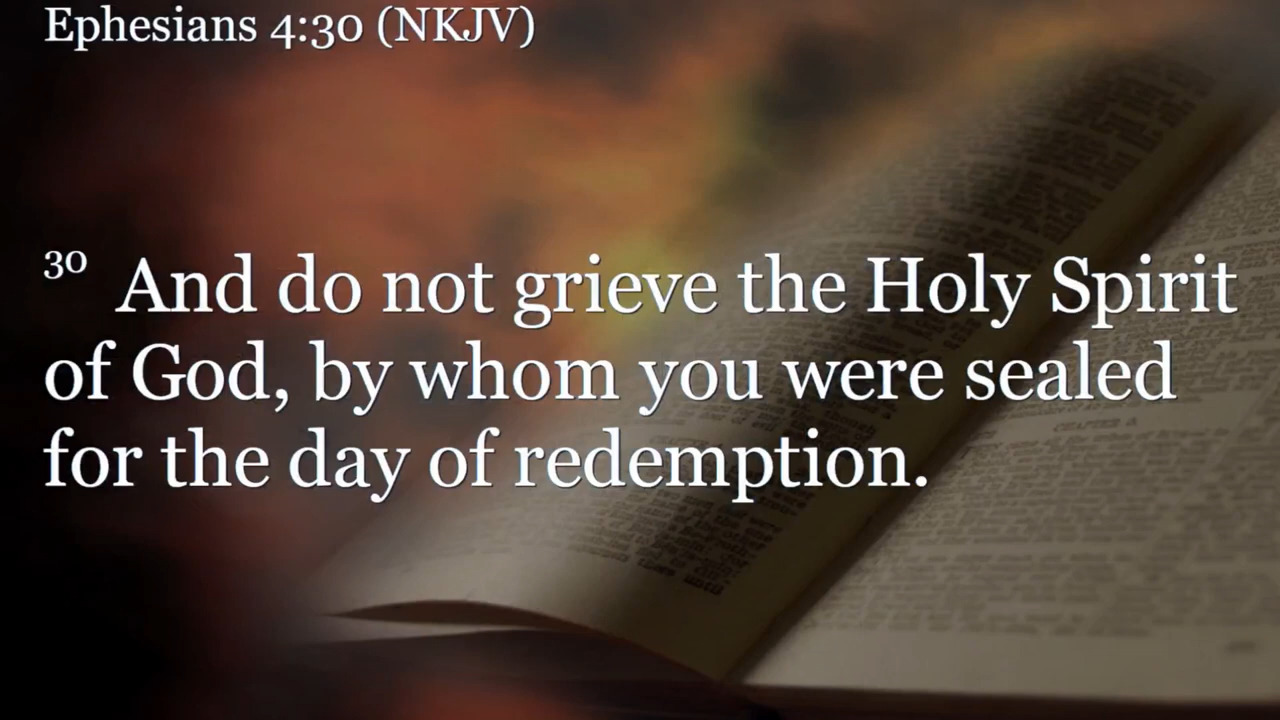 Ephesians 4:30 (NKJV)
30 And do not grieve the Holy Spirit
of God, by whom you were sealed
for the day of redemption.